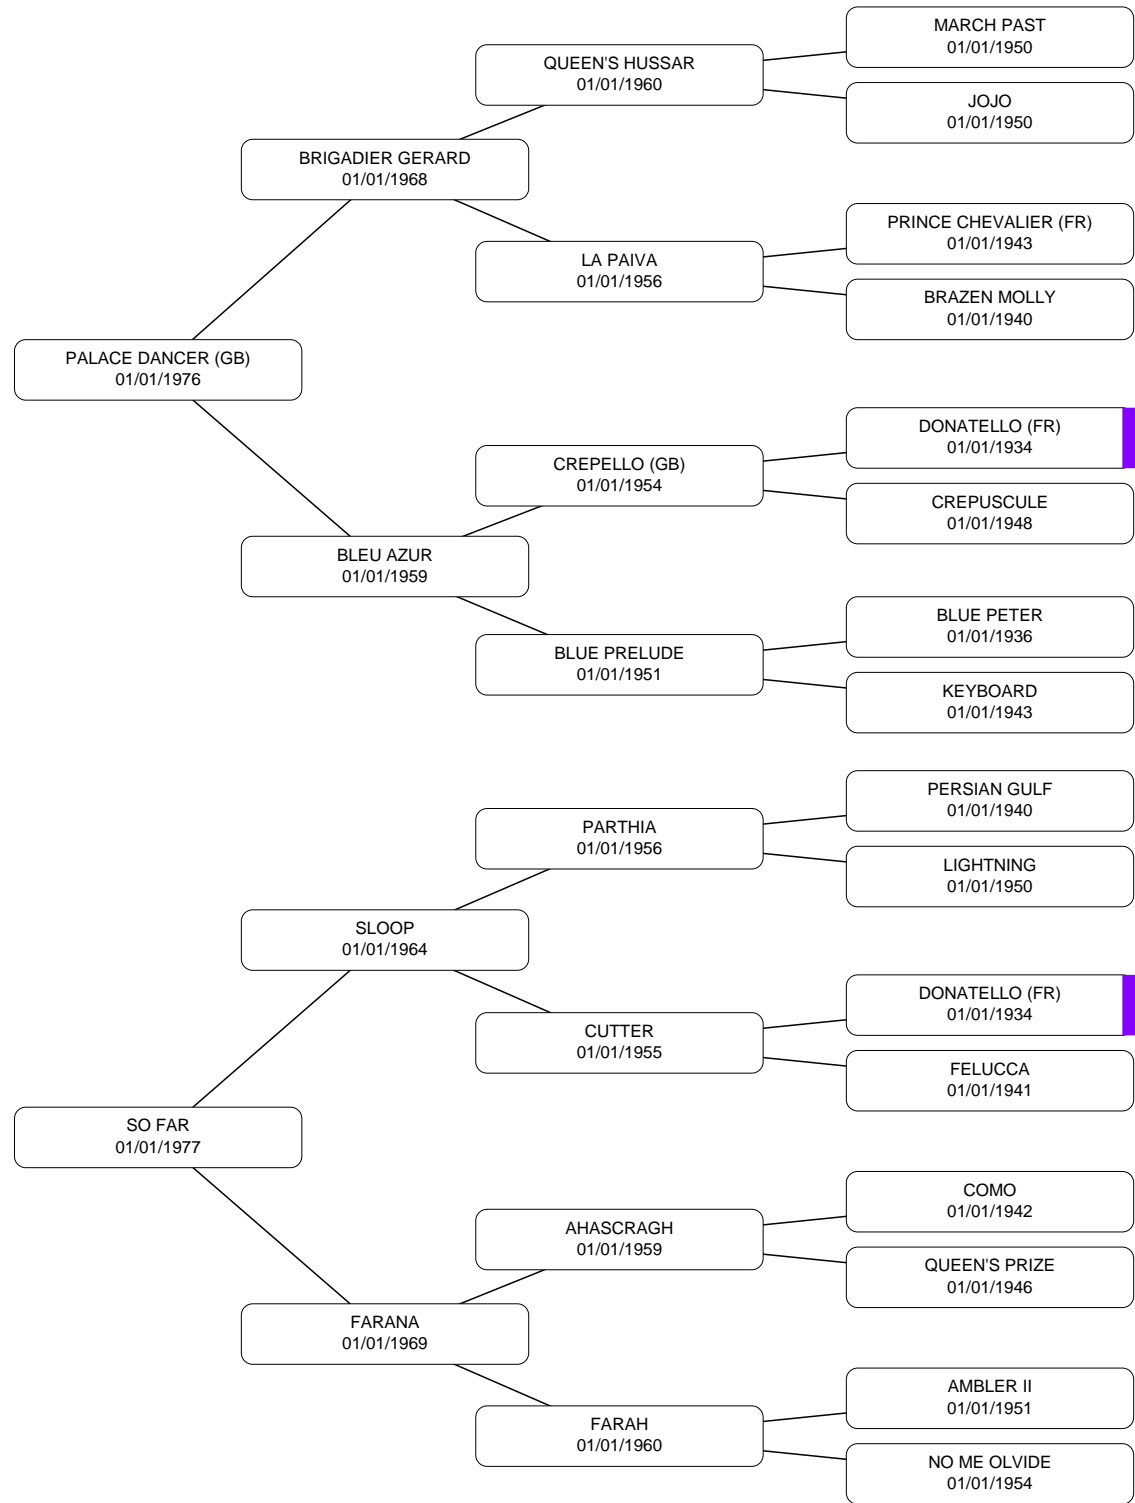 MARCH PAST
01/01/1950
QUEEN'S HUSSAR
01/01/1960
JOJO
01/01/1950
BRIGADIER GERARD
01/01/1968
PRINCE CHEVALIER (FR)
01/01/1943
LA PAIVA
01/01/1956
BRAZEN MOLLY
01/01/1940
PALACE DANCER (GB)
01/01/1976
DONATELLO (FR)
01/01/1934
CREPELLO (GB)
01/01/1954
CREPUSCULE
01/01/1948
BLEU AZUR
01/01/1959
BLUE PETER
01/01/1936
BLUE PRELUDE
01/01/1951
KEYBOARD
01/01/1943
PERSIAN GULF
01/01/1940
PARTHIA
01/01/1956
LIGHTNING
01/01/1950
SLOOP
01/01/1964
DONATELLO (FR)
01/01/1934
CUTTER
01/01/1955
FELUCCA
01/01/1941
SO FAR
01/01/1977
COMO
01/01/1942
AHASCRAGH
01/01/1959
QUEEN'S PRIZE
01/01/1946
FARANA
01/01/1969
AMBLER II
01/01/1951
FARAH
01/01/1960
NO ME OLVIDE
01/01/1954